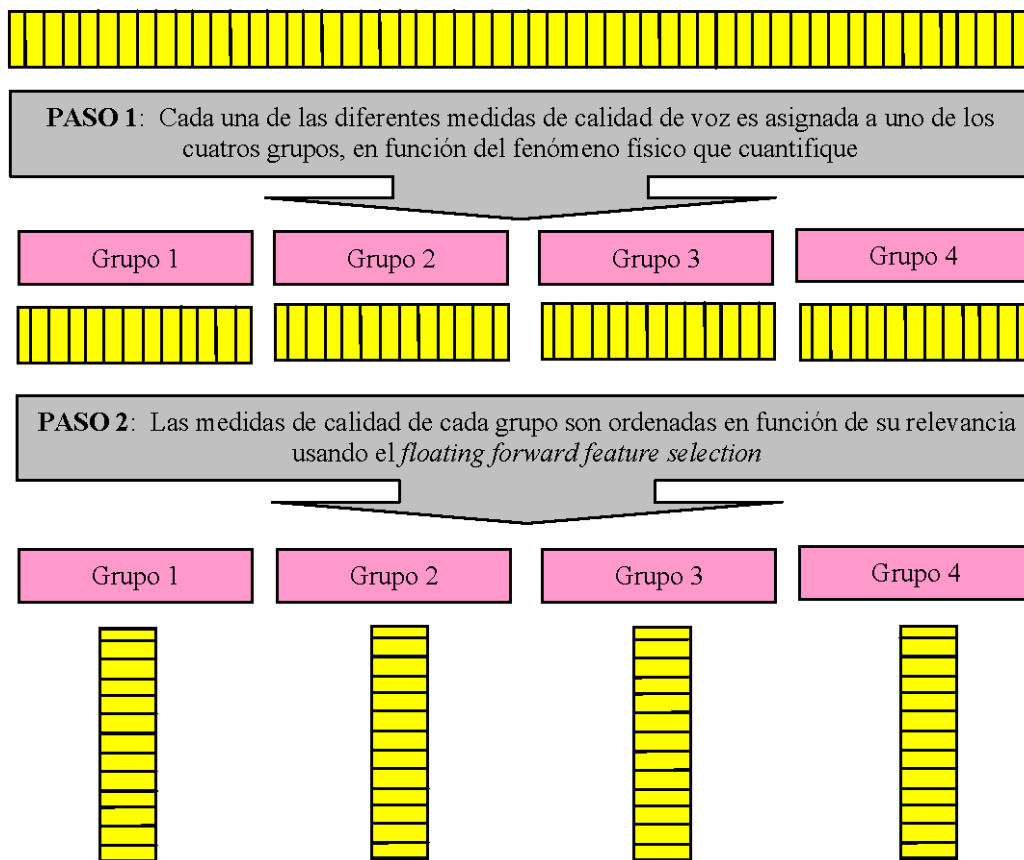 PASO 1: Cada una de las diferentes medidas de calidad de voz es asignada a uno de los
cuatros grupos, en función del fenómeno físico que cuantifique
Grupo 1
Grupo 2
Grupo 3
Grupo 4
PASO 2: Las medidas de calidad de cada grupo son ordenadas en función de su relevancia
usando el floating forward feature selection
Grupo 1
Grupo 2
Grupo 3
Grupo 4